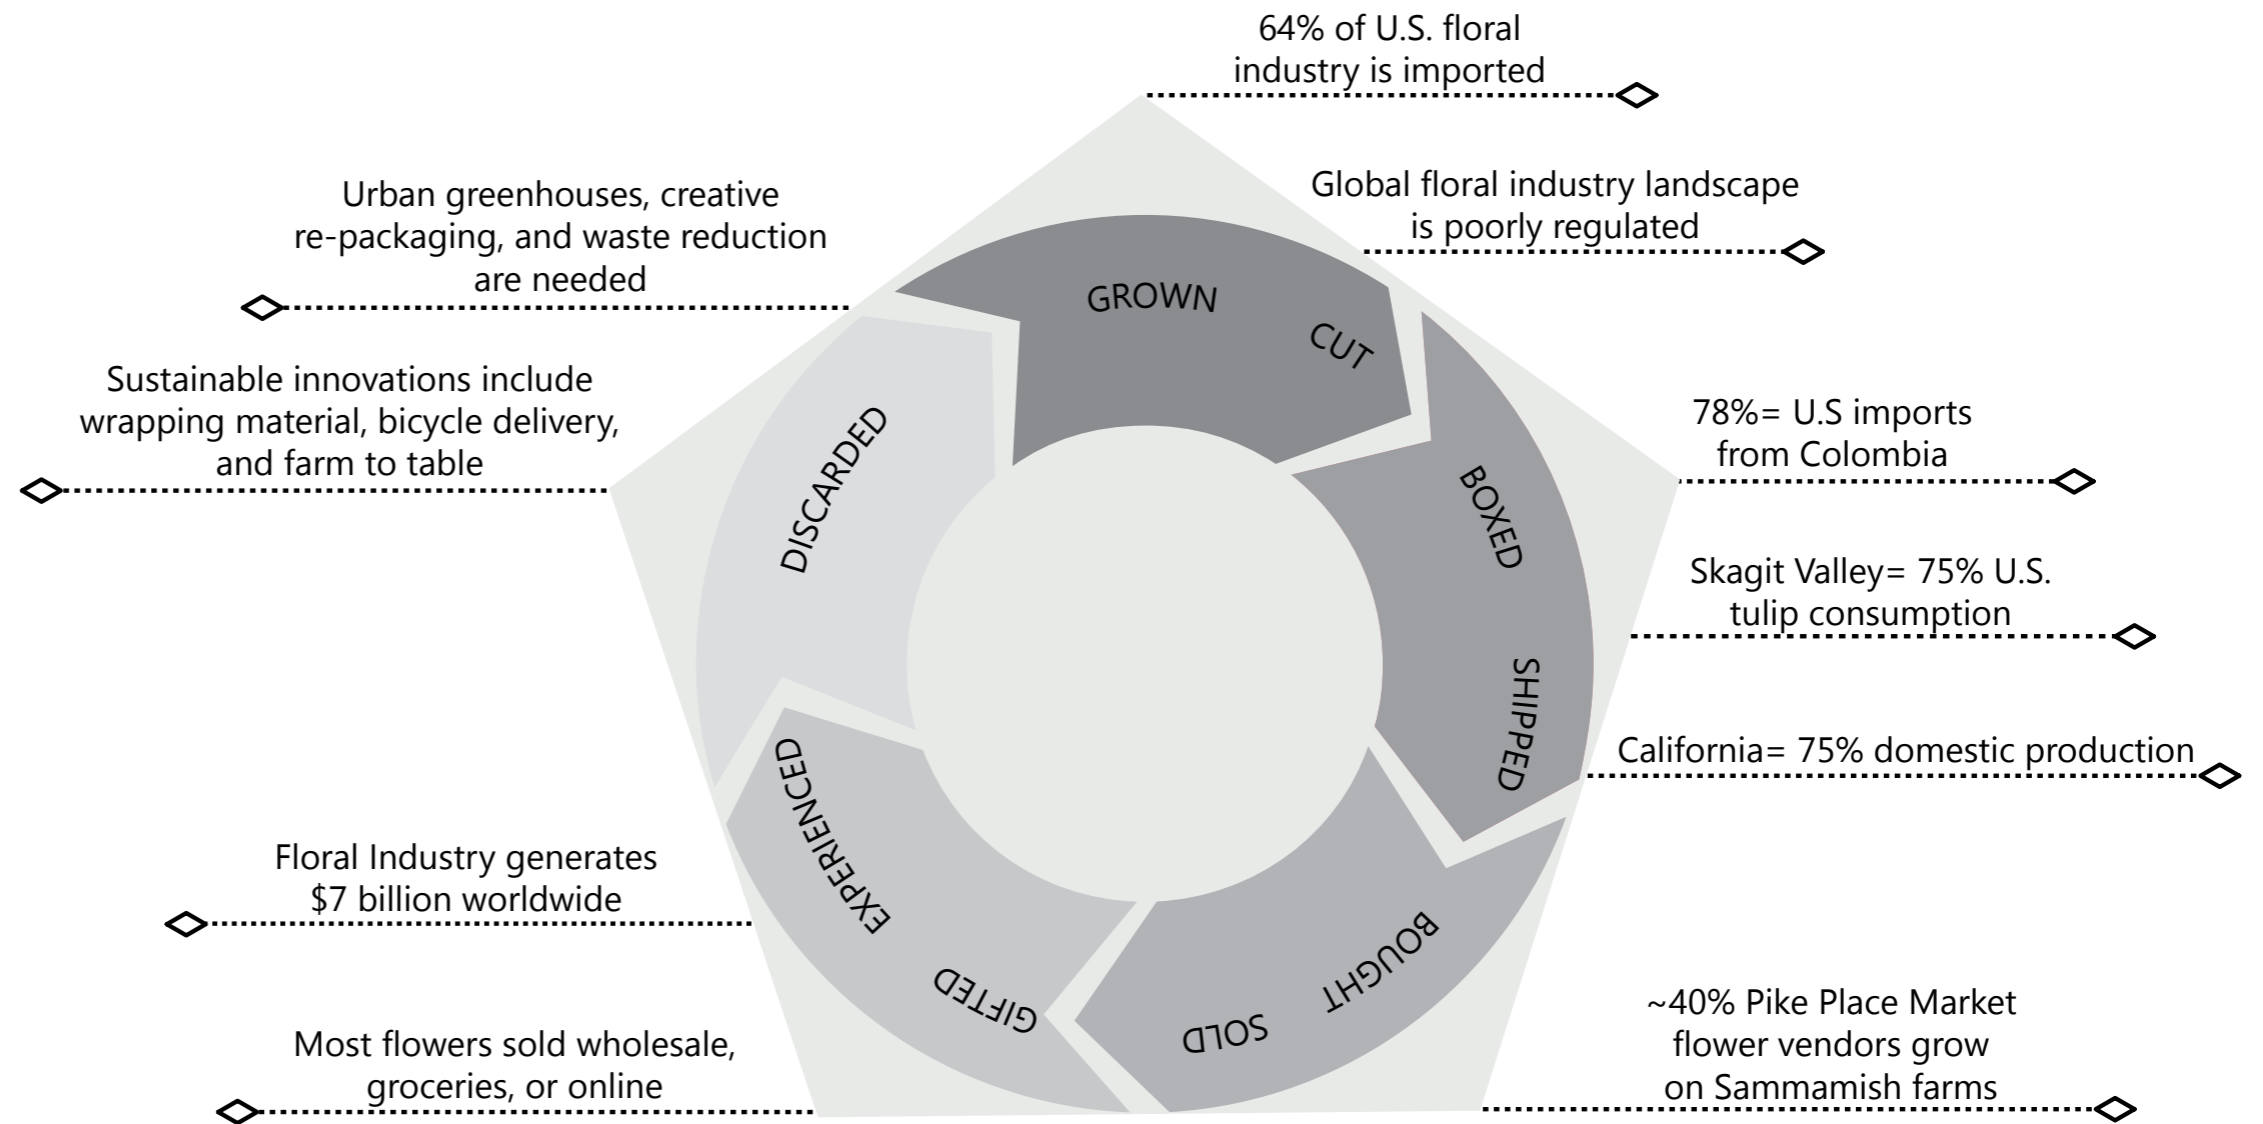 64% of U.S. floral
industry is imported
Global floral industry landscape
is poorly regulated
Urban greenhouses, creative
re-packaging, and waste reduction
are needed
Sustainable innovations include
wrapping material, bicycle delivery,
and farm to table
78%= U.S imports
from Colombia
Skagit Valley= 75% U.S.
tulip consumption
California= 75% domestic production
Floral Industry generates
$7 billion worldwide
Most flowers sold wholesale,
groceries, or online
~40% Pike Place Market
flower vendors grow
on Sammamish farms
GROWN
CUT
BOXED
SHIPPED
BOUGHT
SOLD
GIFTED
EXPERIENCED
DISCARDED